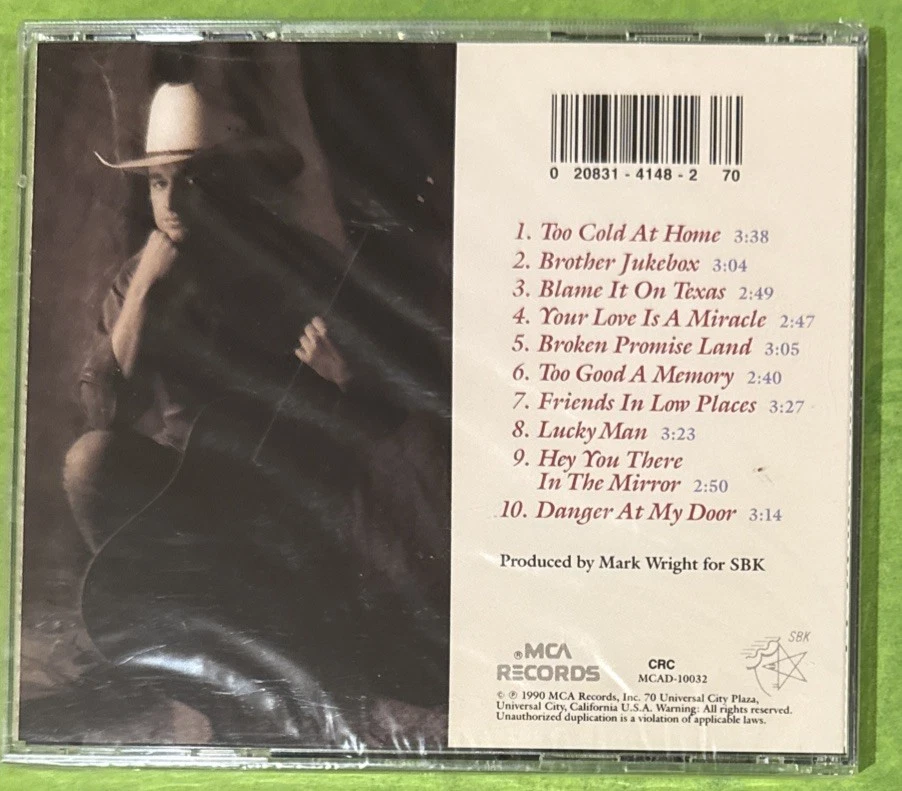 0 20831 - 4148 - 2 70
1. Too Cold At Home 3:38
2. Brother Jukebox 3:04
3. Blame It On Texas 2:49
4. Your Love Is A Miracle 2:47
5. Broken Promise Land 3:05
6. Too Good A Memory 2:40
7. Friends In Low Places 3:27
8. Lucky Man 3:23
9. Hey You There
In The Mirror 2:50
10. Danger At My Door 3:14
Produced by Mark Wright for SBK
® MCA
RECORDS
CRC
MCAD-10032
SBK
© ℗ 1990 MCA Records, Inc. 70 Universal City Plaza,
Universal City, California U.S.A. Warning: All rights reserved.
Unauthorized duplication is a violation of applicable laws.